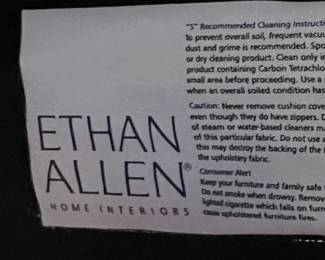 "S" Recommended Cleaning Instruct
To prevent overall soil, frequent vacuu
dust and grime is recommended. Spo
or dry cleaning product. Clean only in
product containing Carbon Tetrachlo
small area before proceeding. Use a
when an overall soiled condition has
Caution: Never remove cushion cove
even though they do have zippers. D
of steam or water-based cleaners ma
of this particular fabric. Do not use a
this may destroy the backing of the f
the upholstery fabric.
Consumer Alert
Keep your furniture and family safe
Do not smoke when drowsy. Remov
lighted cigarette which falls on furn
cause upholstered furniture fires.
ETHAN
ALLEN®
HOME INTERIORS